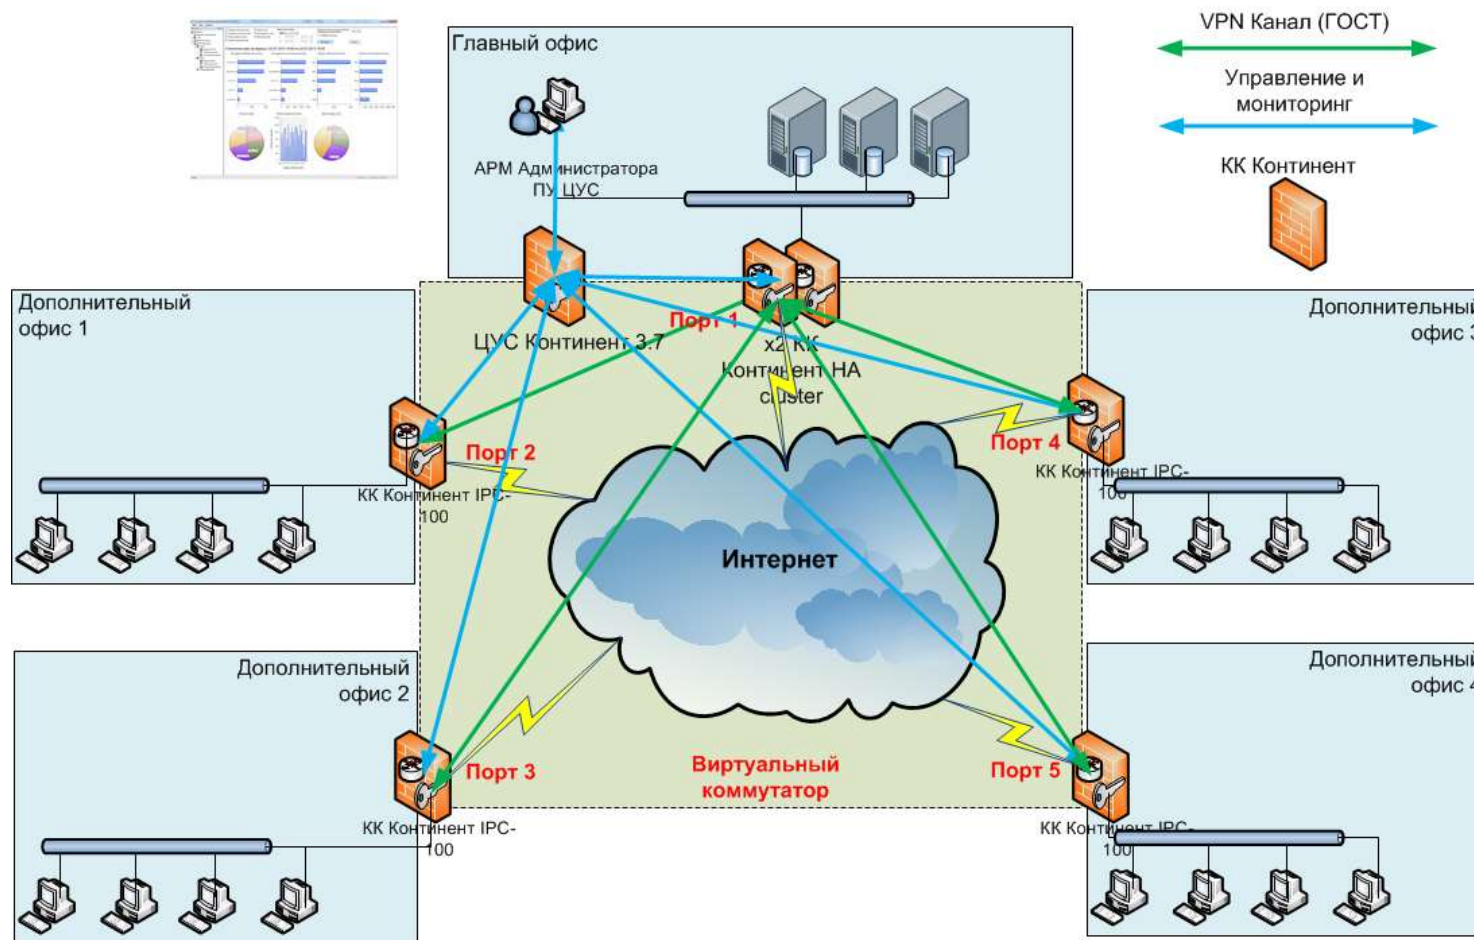 Главный офис
VPN Канал (ГОСТ)
Управление и
мониторинг
КК Континент
АРМ Администратора
ПУ ЦУС
Дополнительный
офис 1
Дополнительный
офис 3
Порт 1
ЦУС Континент 3.7
x2 КК
Континент HA
cluster
Порт 2
Порт 4
КК Континент IPC-
100
КК Континент IPC-
100
Интернет
Дополнительный
офис 2
Дополнительный
офис 4
Порт 3
Виртуальный
коммутатор
Порт 5
КК Континент IPC-
100
КК Континент IPC-
100